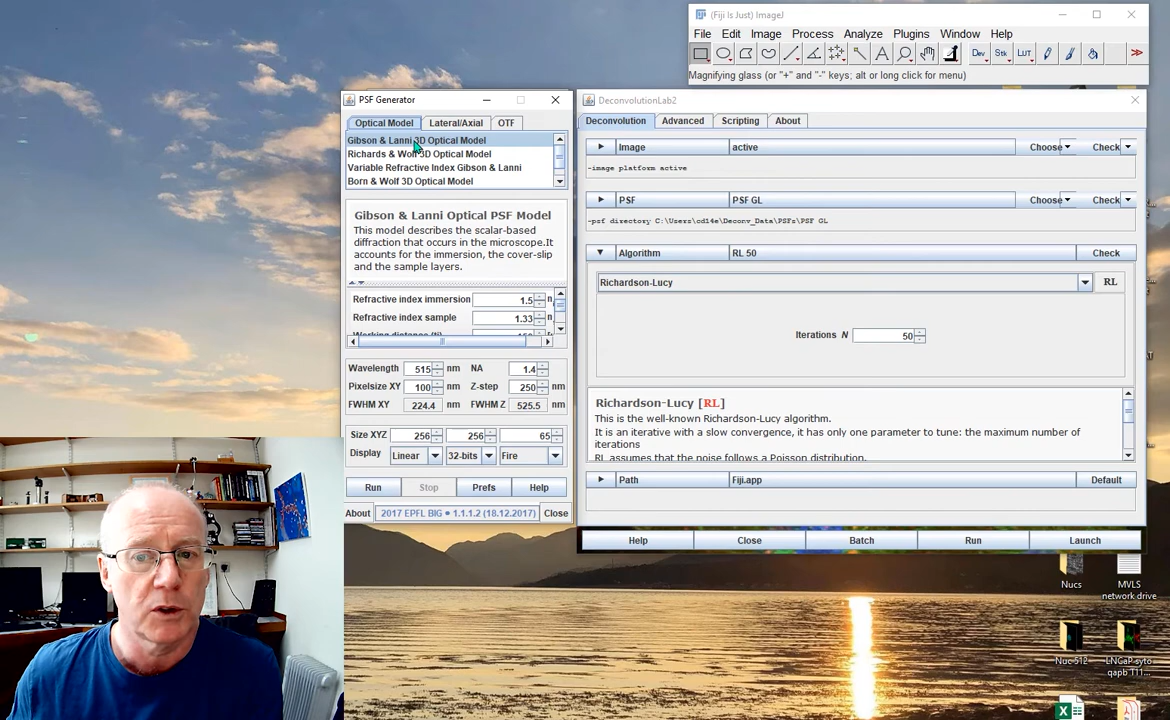 (Fiji Is Just) ImageJ
File Edit Image Process Analyze Plugins Window Help
Dev Stk LUT
Magnifying glass (or "+" and "-" keys; alt or long click for menu)
PSF Generator
Optical Model Lateral/Axial OTF
Gibson & Lanni 3D Optical Model
Richards & Wolf 3D Optical Model
Variable Refractive Index Gibson & Lanni
Born & Wolf 3D Optical Model
Gibson & Lanni Optical PSF Model
This model describes the scalar-based
diffraction that occurs in the microscope.It
accounts for the immersion, the cover-slip
and the sample layers.
Refractive index immersion 1.5
Refractive index sample 1.33
Wavelength 515 nm NA 1.4
Pixelsize XY 100 nm Z-step 250 nm
FWHM XY 224.4 nm FWHM Z 525.5 nm
Size XYZ 256 256 65
Display Linear 32-bits Fire
Run Stop Prefs Help
About 2017 EPFL BIG • 1.1.1.2 (18.12.2017) Close
DeconvolutionLab2
Deconvolution Advanced Scripting About
Image active Choose Check
-image platform active
PSF PSF GL Choose Check
-psf directory C:\Users\cd14e\Deconv_Data\PSFs\PSF GL
Algorithm RL 50 Check
Richardson-Lucy RL
Iterations N 50
Richardson-Lucy [RL]
This is the well-known Richardson-Lucy algorithm.
It is an iterative with a slow convergence, it has only one parameter to tune: the maximum number of
iterations
RL assumes that the noise follows a Poisson distribution.
Path Fiji.app Default
Help Close Batch Run Launch
Nucs
MVLS
network drive
Nuc 512
LNCaP syto
qapb T11...